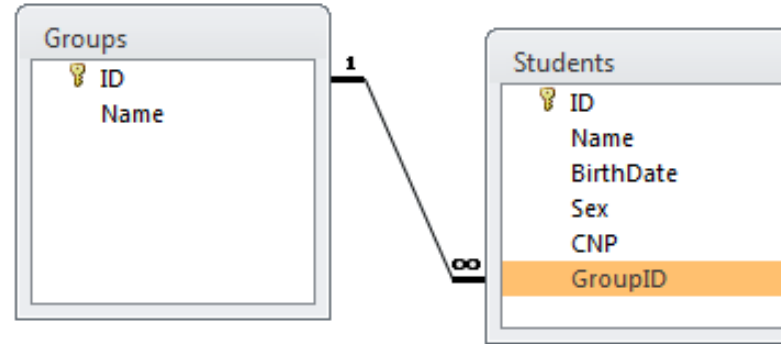 Groups
ID
Name
1
∞
Students
ID
Name
BirthDate
Sex
CNP
GroupID